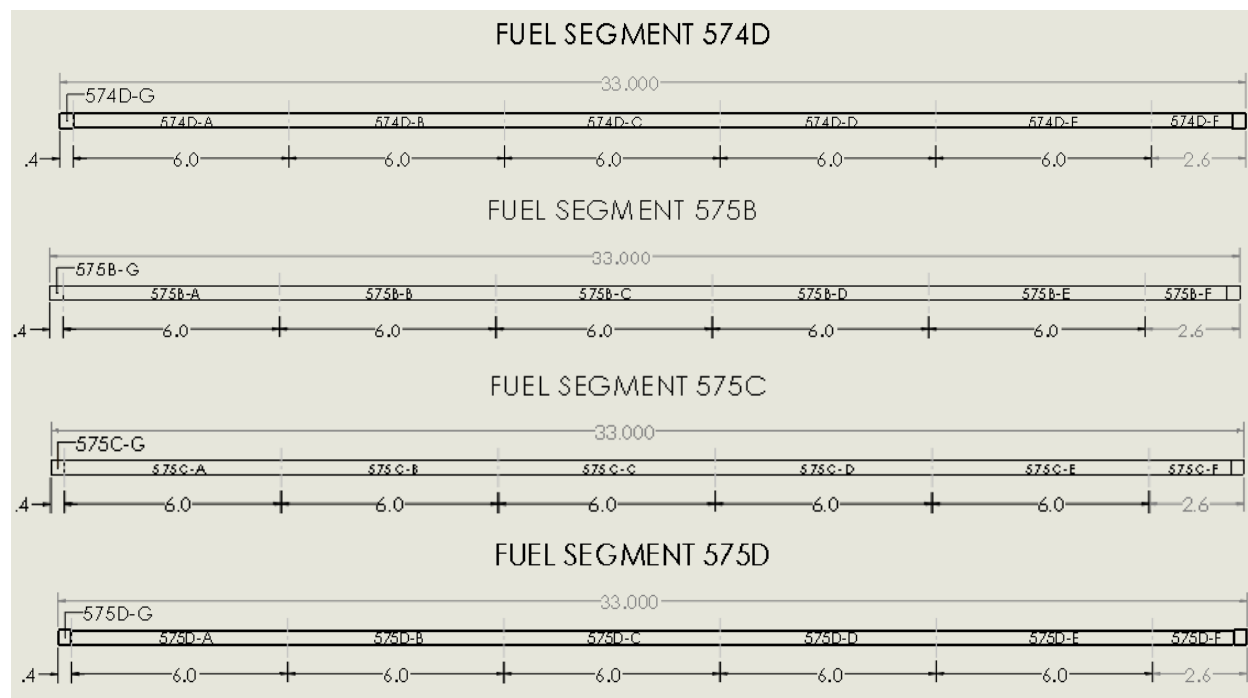 FUEL SEGMENT 574D
33.000
574D-G
574D-A 574D-B 574D-C 574D-D 574D-E 574D-F
.4 6.0 6.0 6.0 6.0 6.0 2.6
FUEL SEGMENT 575B
33.000
575B-G
575B-A 575B-B 575B-C 575B-D 575B-E 575B-F
.4 6.0 6.0 6.0 6.0 6.0 2.6
FUEL SEGMENT 575C
33.000
575C-G
575C-A 575C-B 575C-C 575C-D 575C-E 575C-F
.4 6.0 6.0 6.0 6.0 6.0 2.6
FUEL SEGMENT 575D
33.000
575D-G
575D-A 575D-B 575D-C 575D-D 575D-E 575D-F
.4 6.0 6.0 6.0 6.0 6.0 2.6